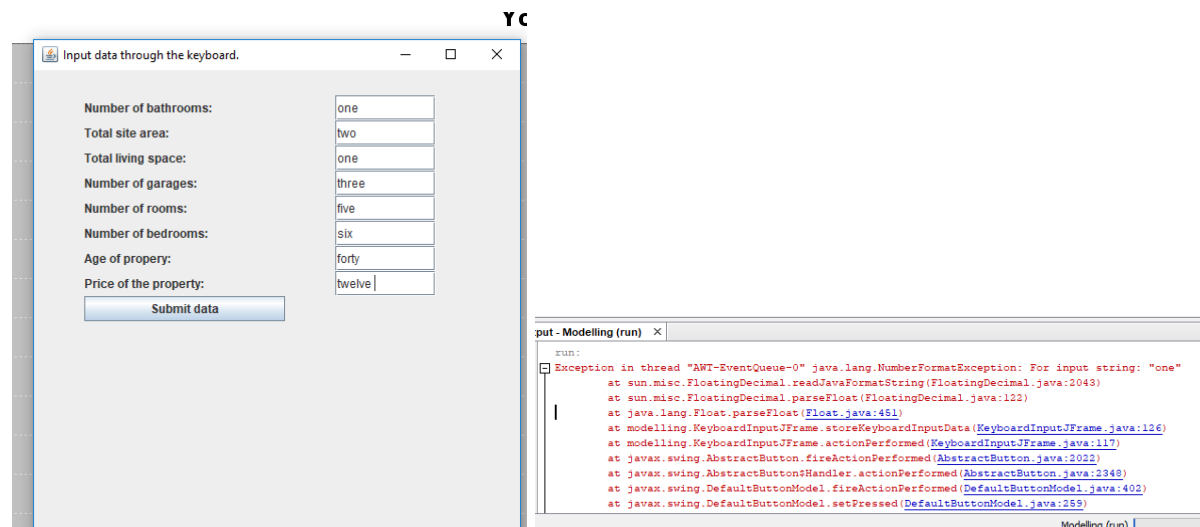 Input data through the keyboard.
Number of bathrooms: one
Total site area: two
Total living space: one
Number of garages: three
Number of rooms: five
Number of bedrooms: six
Age of propery: forty
Price of the property: twelve
Submit data
put - Modelling (run)
run:
Exception in thread "AWT-EventQueue-0" java.lang.NumberFormatException: For input string: "one"
at sun.misc.FloatingDecimal.readJavaFormatString(FloatingDecimal.java:2043)
at sun.misc.FloatingDecimal.parseFloat(FloatingDecimal.java:122)
at java.lang.Float.parseFloat(Float.java:451)
at modelling.KeyboardInputJFrame.storeKeyboardInputData(KeyboardInputJFrame.java:126)
at modelling.KeyboardInputJFrame.actionPerformed(KeyboardInputJFrame.java:117)
at javax.swing.AbstractButton.fireActionPerformed(AbstractButton.java:2022)
at javax.swing.AbstractButton$Handler.actionPerformed(AbstractButton.java:2348)
at javax.swing.DefaultButtonModel.fireActionPerformed(DefaultButtonModel.java:402)
at javax.swing.DefaultButtonModel.setPressed(DefaultButtonModel.java:259)
Modelling (run)